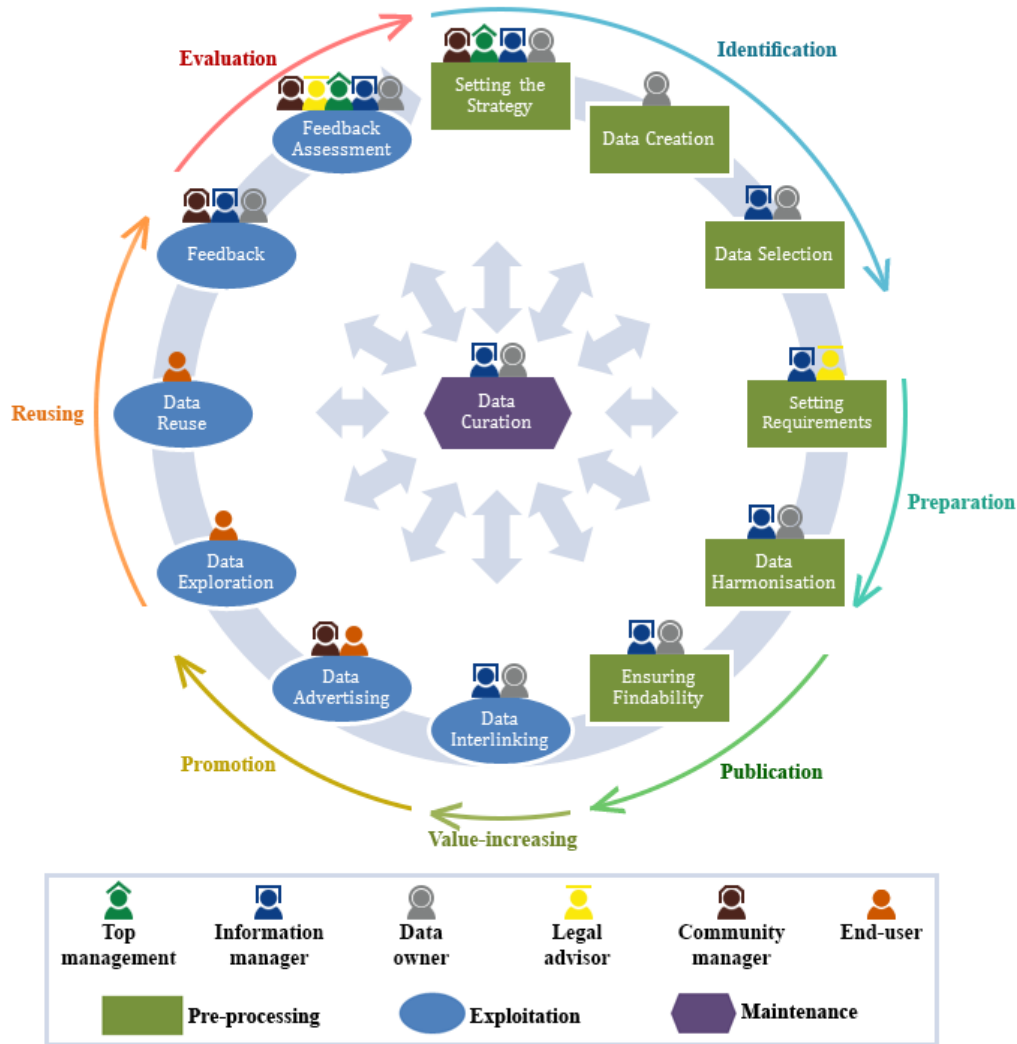 Evaluation
Identification
Setting the
Strategy
Data Creation
Feedback
Assessment
Data Selection
Feedback
Data
Curation
Setting
Requirements
Reusing
Data
Reuse
Preparation
Data
Harmonisation
Data
Exploration
Ensuring
Findability
Data
Advertising
Data
Interlinking
Promotion
Publication
Value-increasing
Top
management
Information
manager
Data
owner
Legal
advisor
Community
manager
End-user
Pre-processing
Exploitation
Maintenance